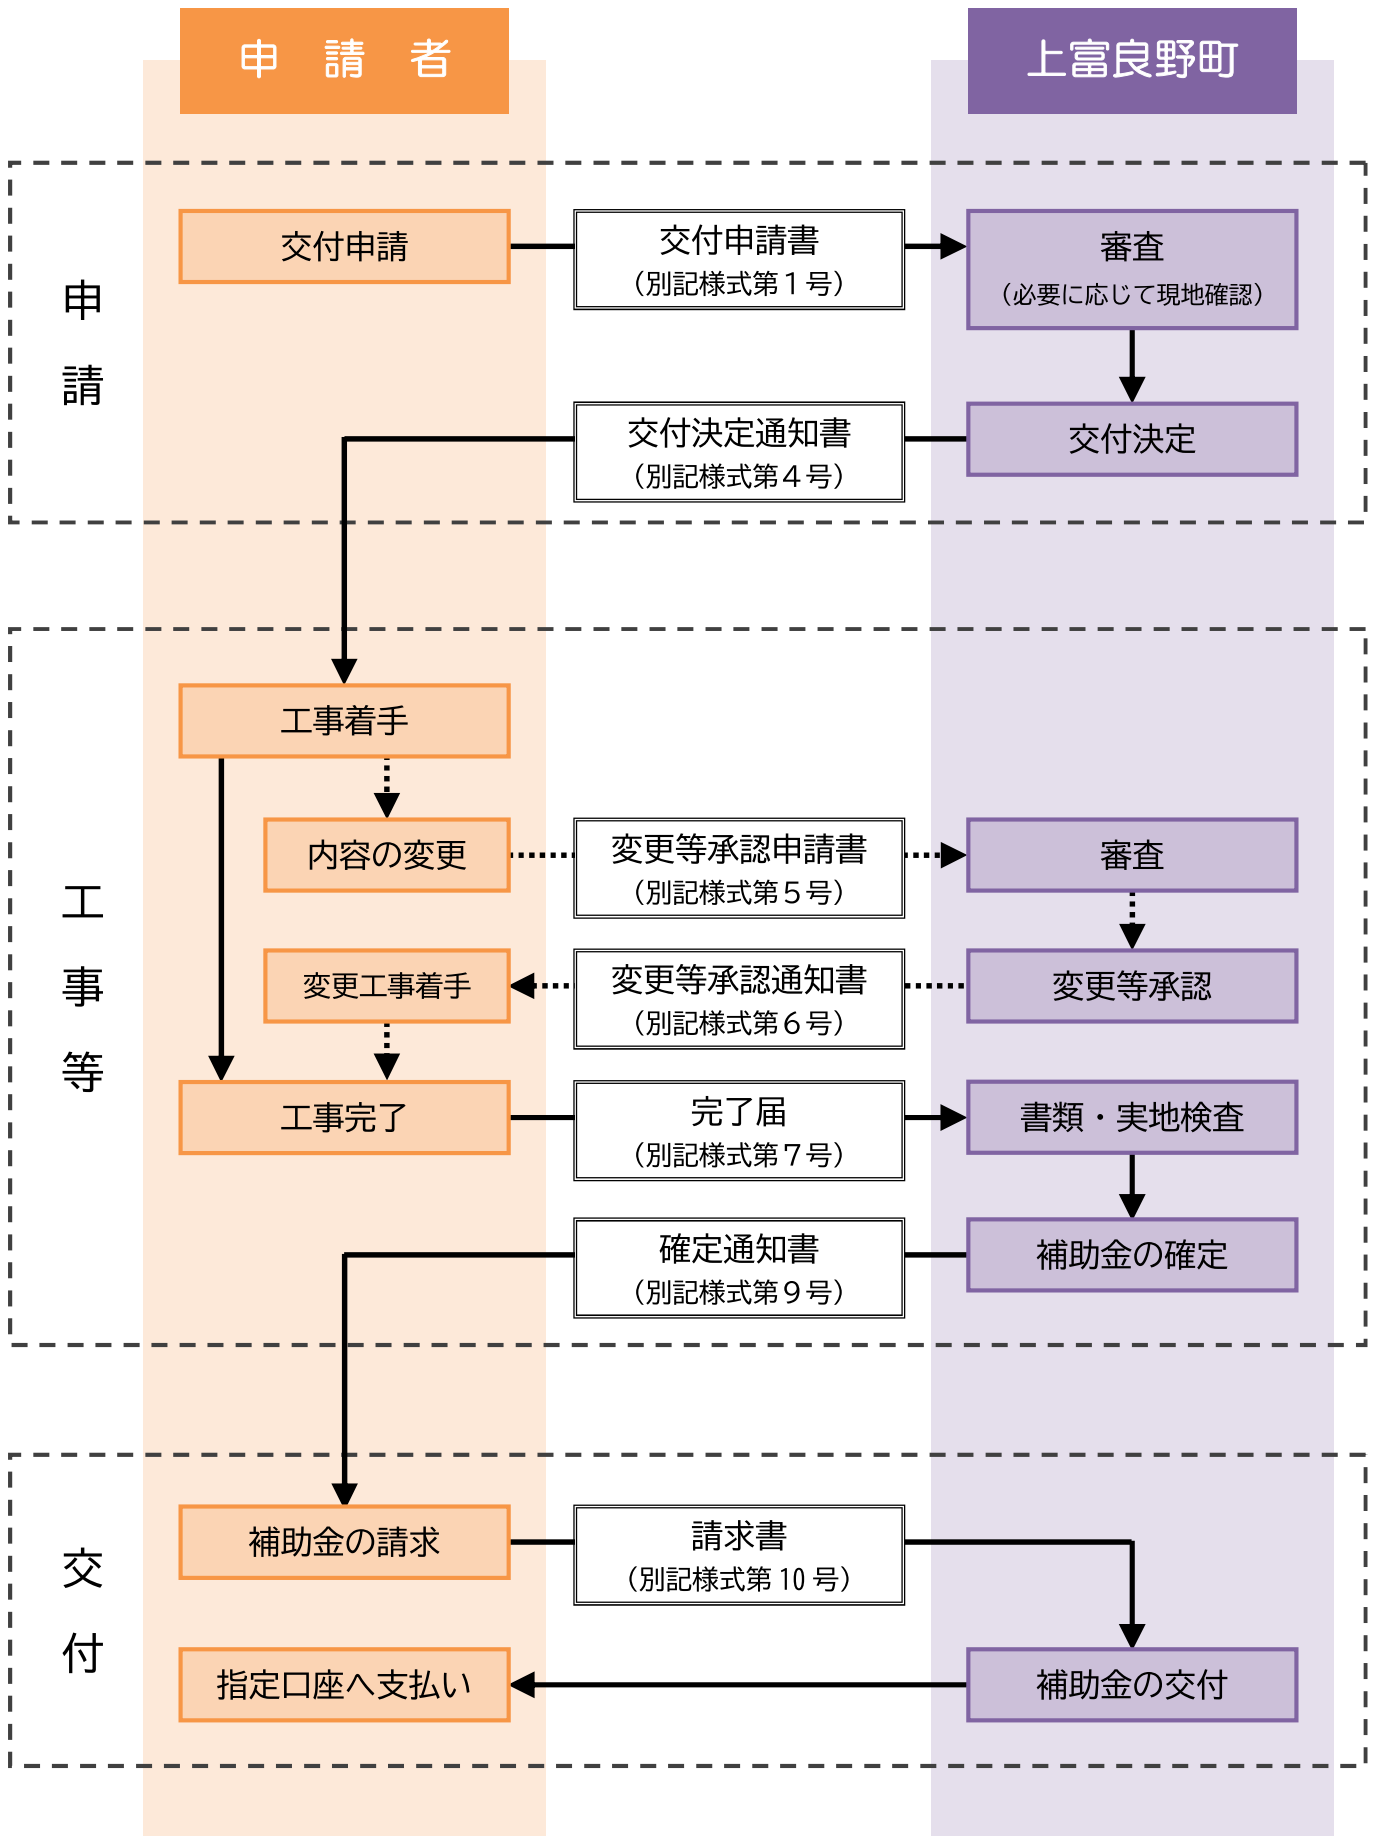 申　請　者
上富良野町
申
請
交付申請
交付申請書
（別記様式第１号）
審査
（必要に応じて現地確認）
交付決定通知書
（別記様式第４号）
交付決定
工
事
等
工事着手
内容の変更
変更等承認申請書
（別記様式第５号）
審査
変更工事着手
変更等承認通知書
（別記様式第６号）
変更等承認
工事完了
完了届
（別記様式第７号）
書類・実地検査
確定通知書
（別記様式第９号）
補助金の確定
交
付
補助金の請求
請求書
（別記様式第 10 号）
指定口座へ支払い
補助金の交付